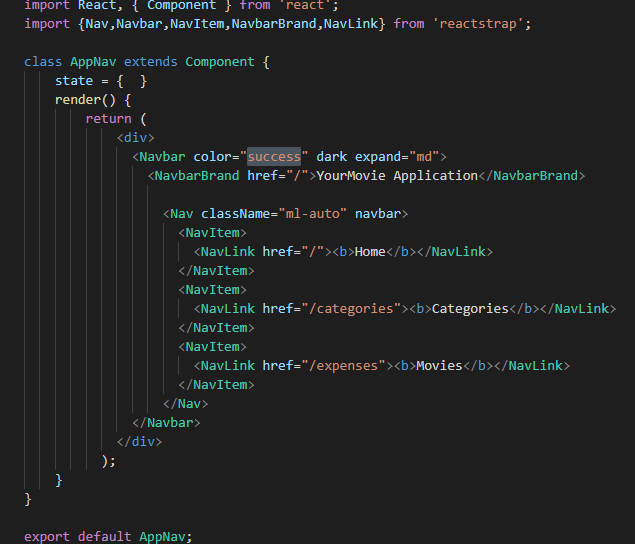 import React, { Component } from 'react';
import {Nav,Navbar,NavItem,NavbarBrand,NavLink} from 'reactstrap';

class AppNav extends Component {
    state = {  }
    render() {
        return (
            <div>
              <Navbar color="success" dark expand="md">
                <NavbarBrand href="/">YourMovie Application</NavbarBrand>

                  <Nav className="ml-auto" navbar>
                    <NavItem>
                      <NavLink href="/"><b>Home</b></NavLink>
                    </NavItem>
                    <NavItem>
                      <NavLink href="/categories"><b>Categories</b></NavLink>
                    </NavItem>
                    <NavItem>
                      <NavLink href="/expenses"><b>Movies</b></NavLink>
                    </NavItem>
                  </Nav>
              </Navbar>
            </div>
          );
    }
}

export default AppNav;